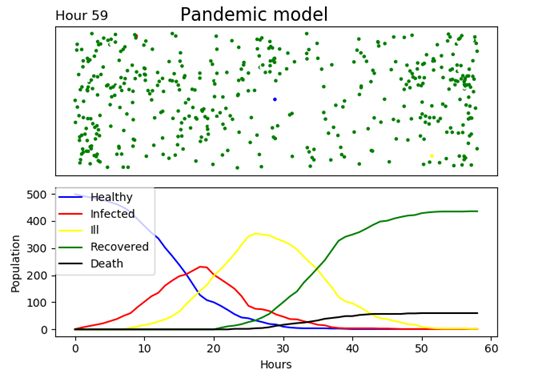 Hour 59
Pandemic model
500
400
300
200
100
0
Population
Healthy
Infected
Ill
Recovered
Death
0 10 20 30 40 50 60
Hours